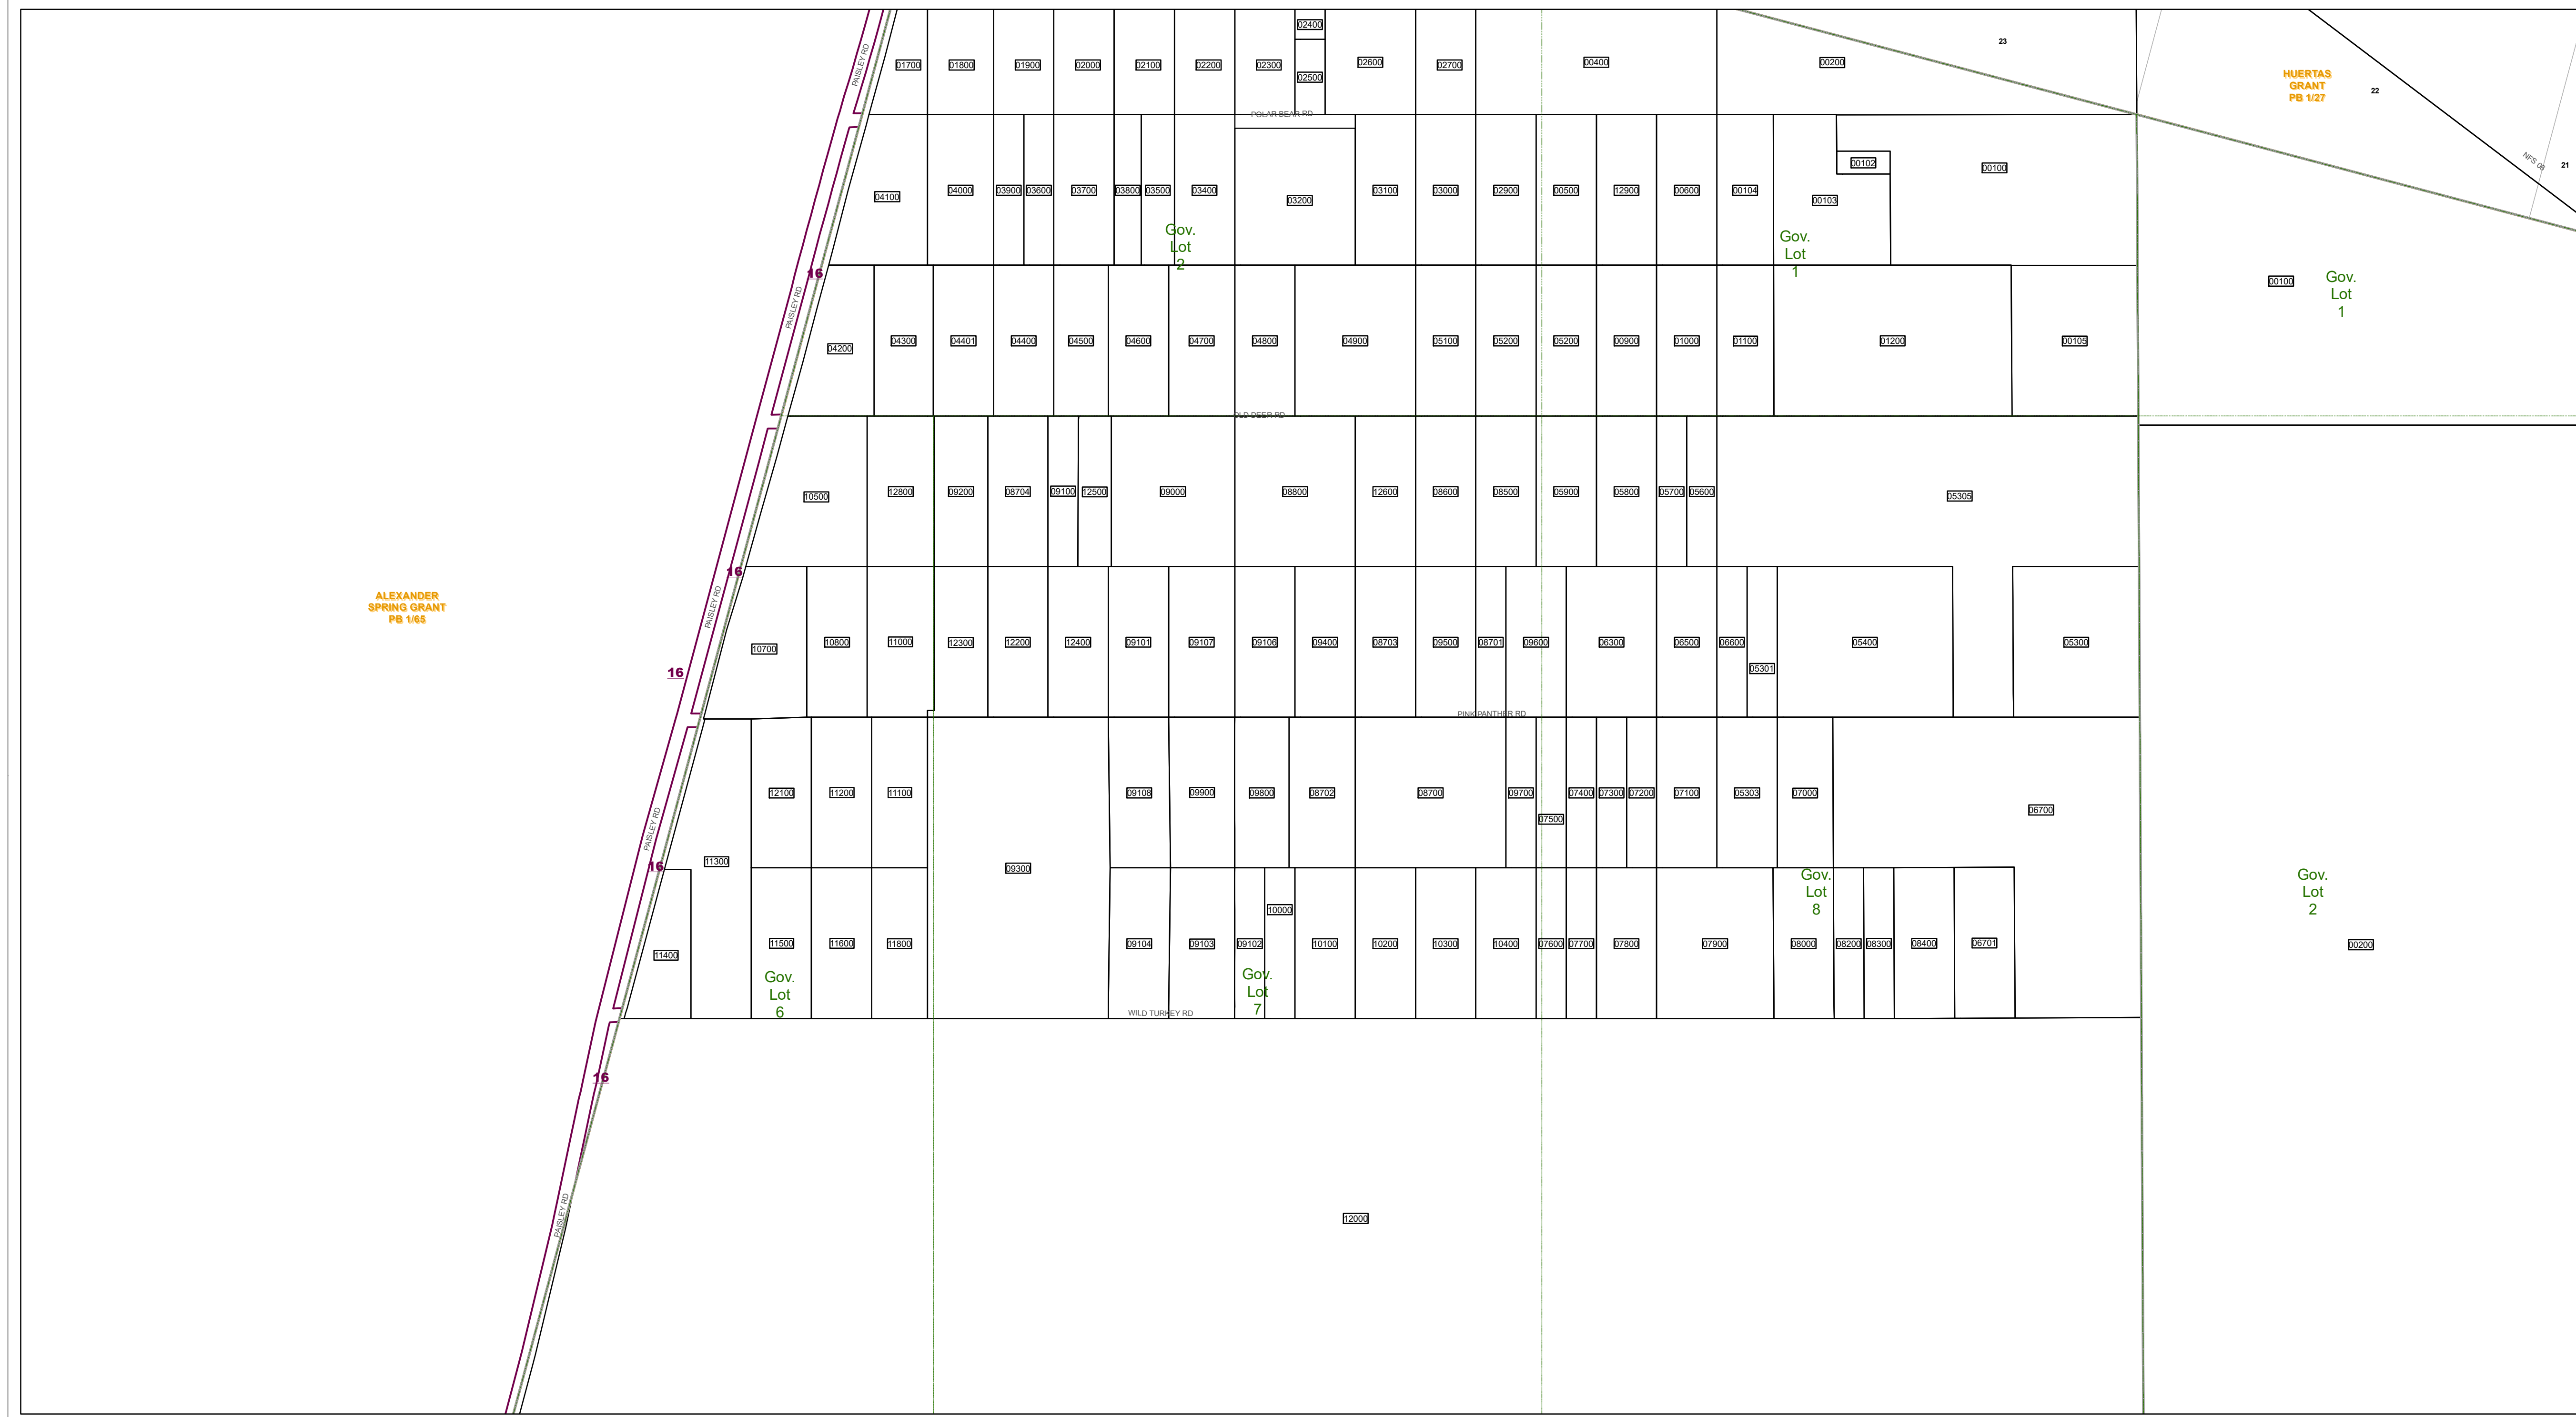 02400
01700 01800 01900 02000 02100 02200 02300 02500 02600 02700 00400 00200 23
PAISLEY RD
HUERTAS
GRANT
PB 1/27
22
POLAR BEAR RD
NFS 06
21
04100 04000 03900 03600 03700 03800 03500 03400 03200 03100 03000 02900 00500 12900 00600 00104 00103 00102 00100
Gov.
Lot
2
Gov.
Lot
1
16
00100
Gov.
Lot
1
PAISLEY RD
04200 04300 04401 04400 04500 04600 04700 04800 04900 05100 05200 05200 00900 01000 01100 01200 00105
OLD DEER RD
10500 12800 09200 08704 09100 12500 09000 08800 12600 08600 08500 05900 05800 05700 05600 05305
16
ALEXANDER
SPRING GRANT
PB 1/65
PAISLEY RD
10700 10800 11000 12300 12200 12400 09101 09107 09106 09400 08703 09500 08701 09600 06300 06500 06600 05301 05400 05300
16
PINK PANTHER RD
12100 11200 11100 09108 09900 09800 08702 08700 09700 07500 07400 07300 07200 07100 05303 07000 06700
PAISLEY RD
11300
16
09300
Gov.
Lot
8
Gov.
Lot
2
10000
11400 11500 11600 11800 09104 09103 09102 10100 10200 10300 10400 07600 07700 07800 07900 08000 08200 08300 08400 06701 00200
Gov.
Lot
6
Gov.
Lot
7
WILD TURKEY RD
16
PAISLEY RD
12000